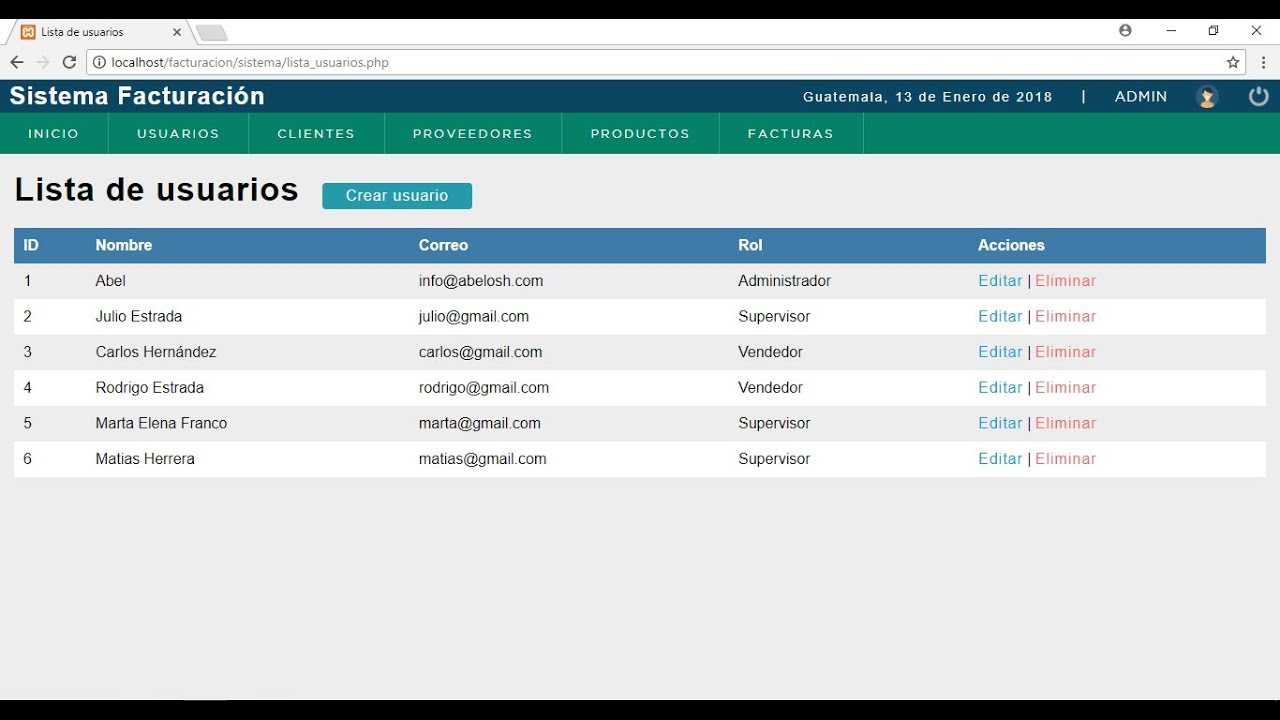 Lista de usuarios
localhost/facturacion/sistema/lista_usuarios.php
Sistema Facturación Guatemala, 13 de Enero de 2018 | ADMIN
INICIO USUARIOS CLIENTES PROVEEDORES PRODUCTOS FACTURAS
Lista de usuarios Crear usuario
ID Nombre Correo Rol Acciones
1 Abel info@abelosh.com Administrador Editar | Eliminar
2 Julio Estrada julio@gmail.com Supervisor Editar | Eliminar
3 Carlos Hernández carlos@gmail.com Vendedor Editar | Eliminar
4 Rodrigo Estrada rodrigo@gmail.com Vendedor Editar | Eliminar
5 Marta Elena Franco marta@gmail.com Supervisor Editar | Eliminar
6 Matias Herrera matias@gmail.com Supervisor Editar | Eliminar